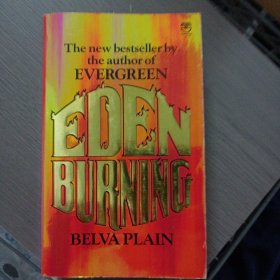 The new bestseller by
the author of
EVERGREEN
EDEN
BURNING
BELVA PLAIN